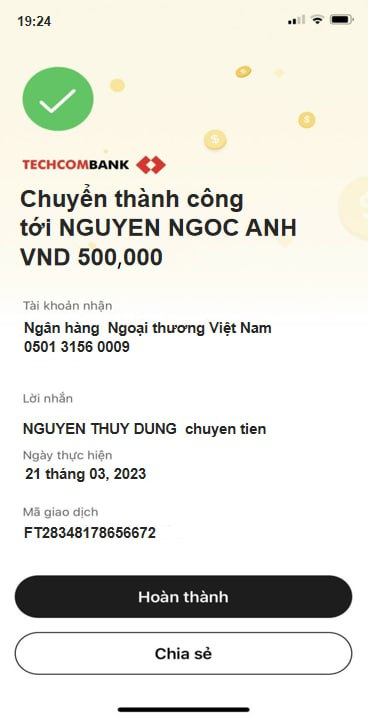 19:24
TECHCOMBANK
Chuyển thành công
tới NGUYEN NGOC ANH
VND 500,000
Tài khoản nhận
Ngân hàng Ngoại thương Việt Nam
0501 3156 0009
Lời nhắn
NGUYEN THUY DUNG chuyen tien
Ngày thực hiện
21 tháng 03, 2023
Mã giao dịch
FT28348178656672
Hoàn thành
Chia sẻ